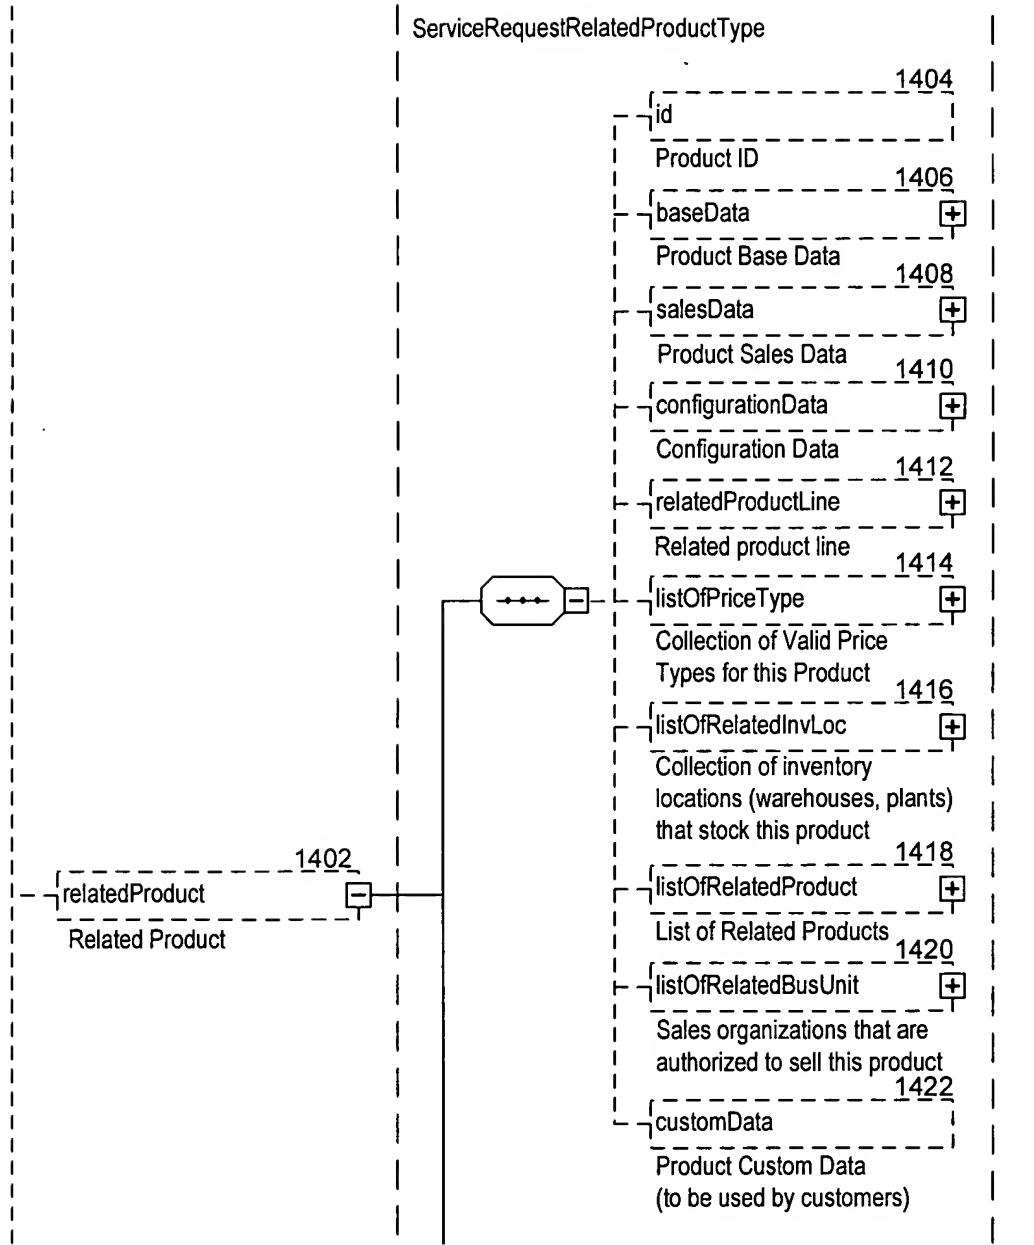 ServiceRequestRelatedProductType
1404
id
Product ID
1406
baseData
Product Base Data
1408
salesData
Product Sales Data
1410
configurationData
Configuration Data
1412
relatedProductLine
Related product line
1414
listOfPriceType
Collection of Valid Price
Types for this Product
1416
listOfRelatedInvLoc
Collection of inventory
locations (warehouses, plants)
that stock this product
1402
relatedProduct
Related Product
1418
listOfRelatedProduct
List of Related Products
1420
listOfRelatedBusUnit
Sales organizations that are
authorized to sell this product
1422
customData
Product Custom Data
(to be used by customers)